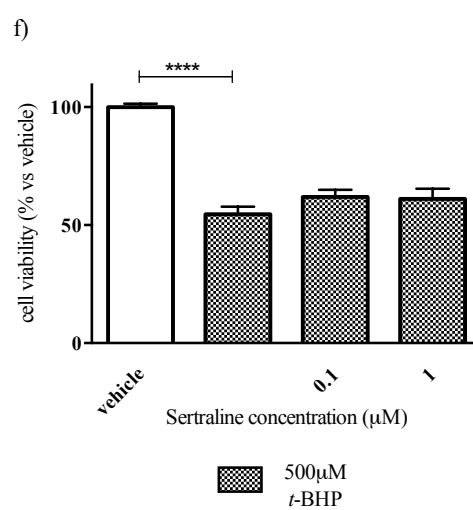 f)
****
100
50
0
cell viability (% vs vehicle)
vehicle
0.1
1
Sertraline concentration (μM)
500μM
t-BHP